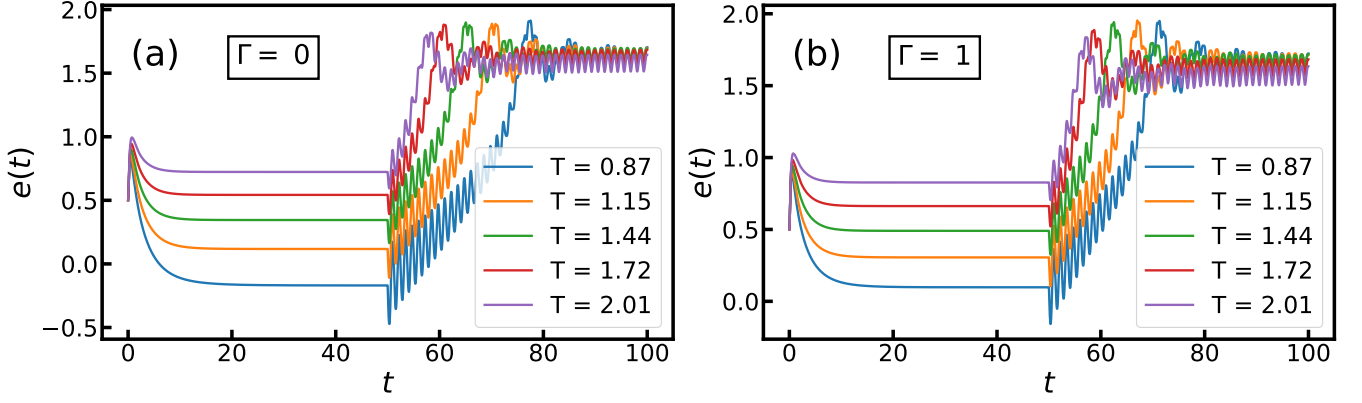 (a)
Γ = 0
e(t)
2.0
1.5
1.0
0.5
0.0
−0.5
T = 0.87
T = 1.15
T = 1.44
T = 1.72
T = 2.01
0 20 40 60 80 100
t
(b)
Γ = 1
e(t)
2.0
1.5
1.0
0.5
0.0
T = 0.87
T = 1.15
T = 1.44
T = 1.72
T = 2.01
0 20 40 60 80 100
t